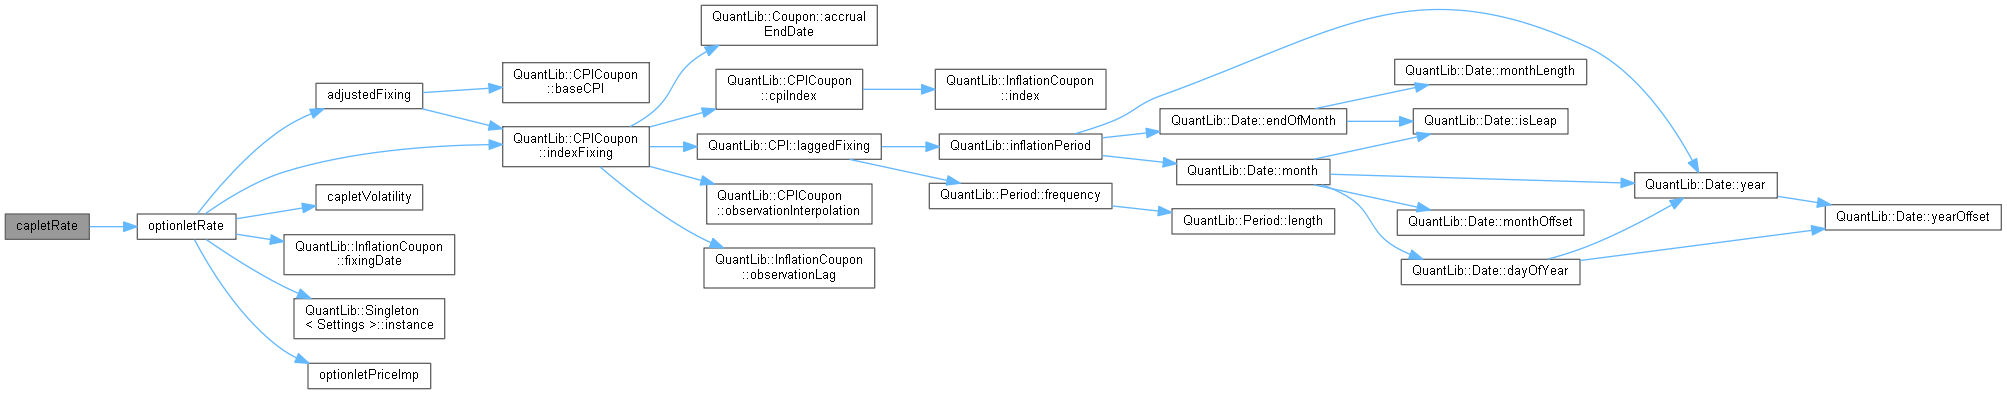 capletRate
optionletRate
adjustedFixing
QuantLib::CPICoupon
::baseCPI
QuantLib::CPICoupon
::indexFixing
capletVolatility
QuantLib::InflationCoupon
::fixingDate
QuantLib::Singleton
< Settings >::instance
optionletPriceImp
QuantLib::Coupon::accrual
EndDate
QuantLib::CPICoupon
::cpiIndex
QuantLib::InflationCoupon
::index
QuantLib::CPI::laggedFixing
QuantLib::CPICoupon
::observationInterpolation
QuantLib::InflationCoupon
::observationLag
QuantLib::inflationPeriod
QuantLib::Period::frequency
QuantLib::Period::length
QuantLib::Date::endOfMonth
QuantLib::Date::month
QuantLib::Date::monthLength
QuantLib::Date::isLeap
QuantLib::Date::monthOffset
QuantLib::Date::dayOfYear
QuantLib::Date::year
QuantLib::Date::yearOffset